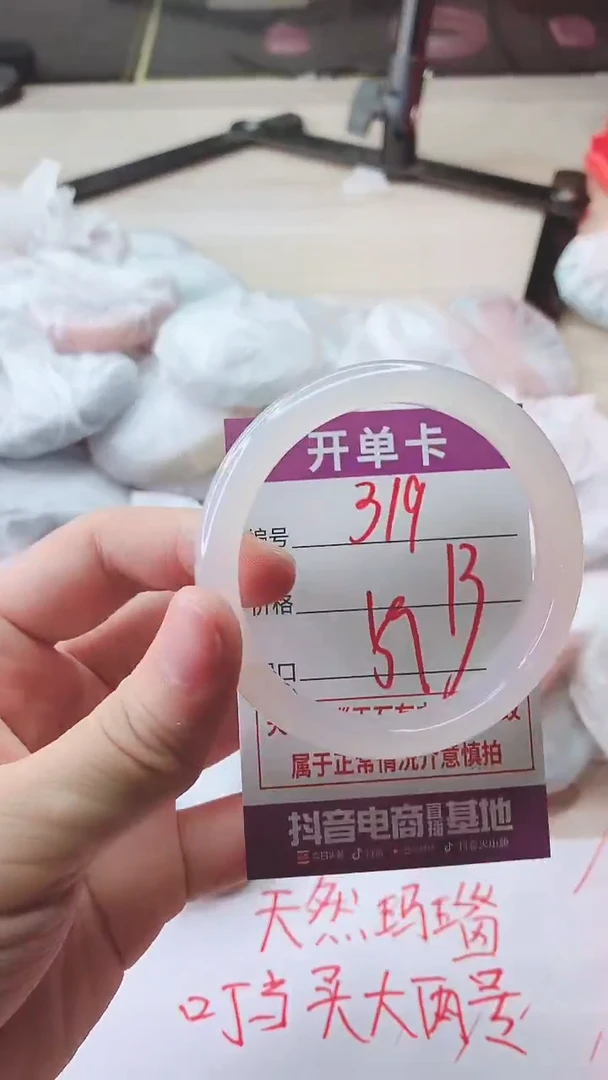 开单卡
编号 319
价格 13
57
属于正常情况介意慎拍
抖音电商直播基地
天然玛瑙
叮当买大两号